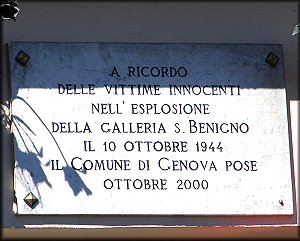 A RICORDO
DELLE VITTIME INNOCENTI
NELL'ESPLOSIONE
DELLA GALLERIA S. BENIGNO
IL 10 OTTOBRE 1944
IL COMUNE DI GENOVA POSE
OTTOBRE 2000